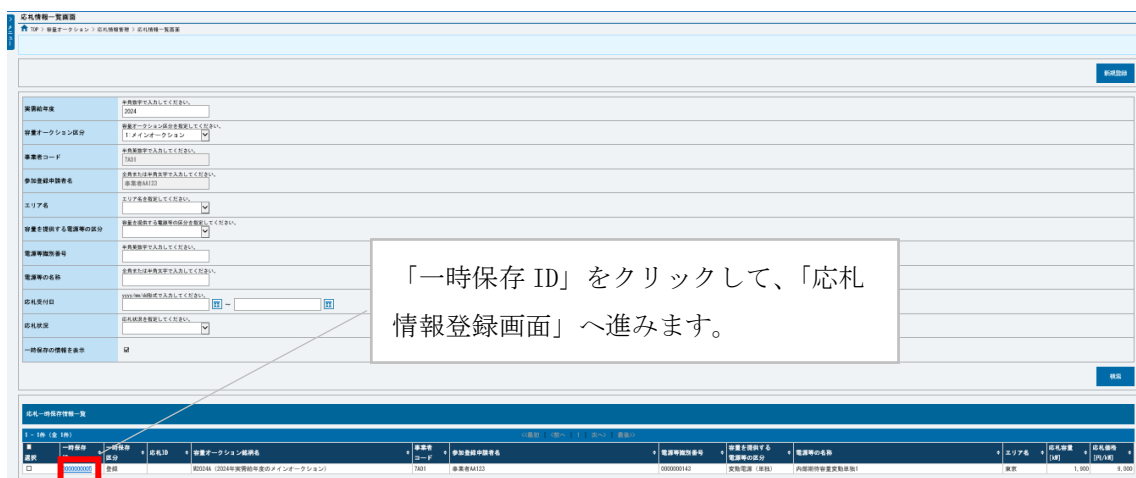 応札情報一覧画面
TOP > 容量オークション > 応札情報管理 > 応札情報一覧画面
メニュー
新規登録
実需給年度
半角数字で入力してください。
2024
容量オークション区分
容量オークション区分を指定してください。
1:メインオークション
事業者コード
半角英数字で入力してください。
7A01
参加登録申請者名
全角または半角文字で入力してください。
事業者AA123
エリア名
エリア名を指定してください。
容量を提供する電源等の区分
容量を提供する電源等の区分を指定してください。
電源等識別番号
半角英数字で入力してください。
電源等の名称
全角または半角文字で入力してください。
応札受付日
yyyy/mm/dd形式で入力してください。
~
応札状況
応札状況を指定してください。
一時保存の情報を表示
検索
「一時保存 ID」をクリックして、「応札
情報登録画面」へ進みます。
応札一時保存情報一覧
1 - 1件 (全 1件)
<<最初 | <前へ | 1 | 次へ> | 最後>>
選択 一時保存 一時保存区分 応札ID 容量オークション銘柄名 事業者コード 参加登録申請者名 電源等識別番号 容量を提供する電源等の区分 電源等の名称 エリア名 応札容量[kW] 応札価格[円/kW]
登録 M2024A (2024年実需給年度のメインオークション) 7A01 事業者AA123 0000000142 変動電源(単独) 内部期待容量変動単独1 東京 1,900 9,000